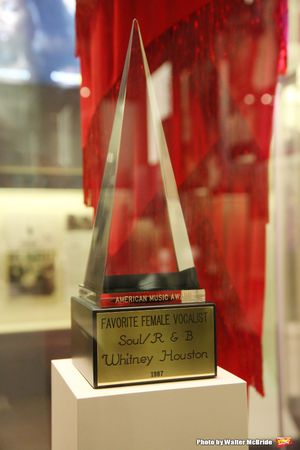 AMERICAN MUSIC AWARD
FAVORITE FEMALE VOCALIST
Soul/R & B
Whitney Houston
1987
Photo by Walter McBride